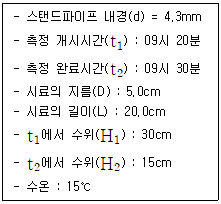 - 스탠드파이프 내경(d) = 4.3mm
- 측정 개시시간(t₁) : 09시 20분
- 측정 완료시간(t₂) : 09시 30분
- 시료의 지름(D) : 5.0cm
- 시료의 길이(L) : 20.0cm
- t₁에서 수위(H₁) : 30cm
- t₂에서 수위(H₂) : 15cm
- 수온 : 15℃